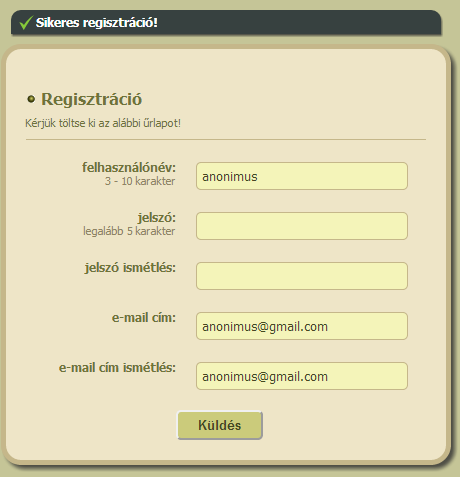 Sikeres regisztráció!
Regisztráció
Kérjük töltse ki az alábbi űrlapot!
felhasználónév:
3 - 10 karakter
anonimus
jelszó:
legalább 5 karakter
jelszó ismétlés:
e-mail cím:
anonimus@gmail.com
e-mail cím ismétlés:
anonimus@gmail.com
Küldés